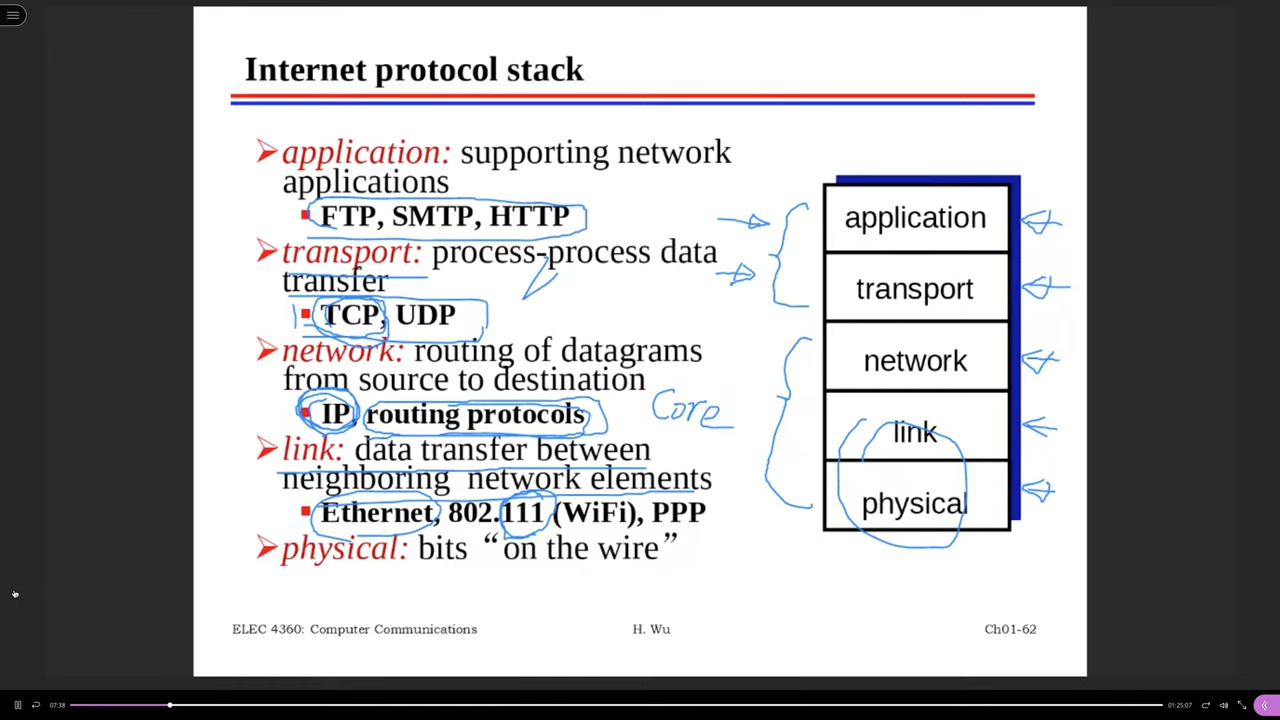 Internet protocol stack
application: supporting network
applications
FTP, SMTP, HTTP
transport: process-process data
transfer
TCP, UDP
network: routing of datagrams
from source to destination
IP, routing protocols
link: data transfer between
neighboring network elements
Ethernet, 802.111 (WiFi), PPP
physical: bits “on the wire”
Core
application
transport
network
link
physical
ELEC 4360: Computer Communications
H. Wu
Ch01-62
07:38
01:25:07